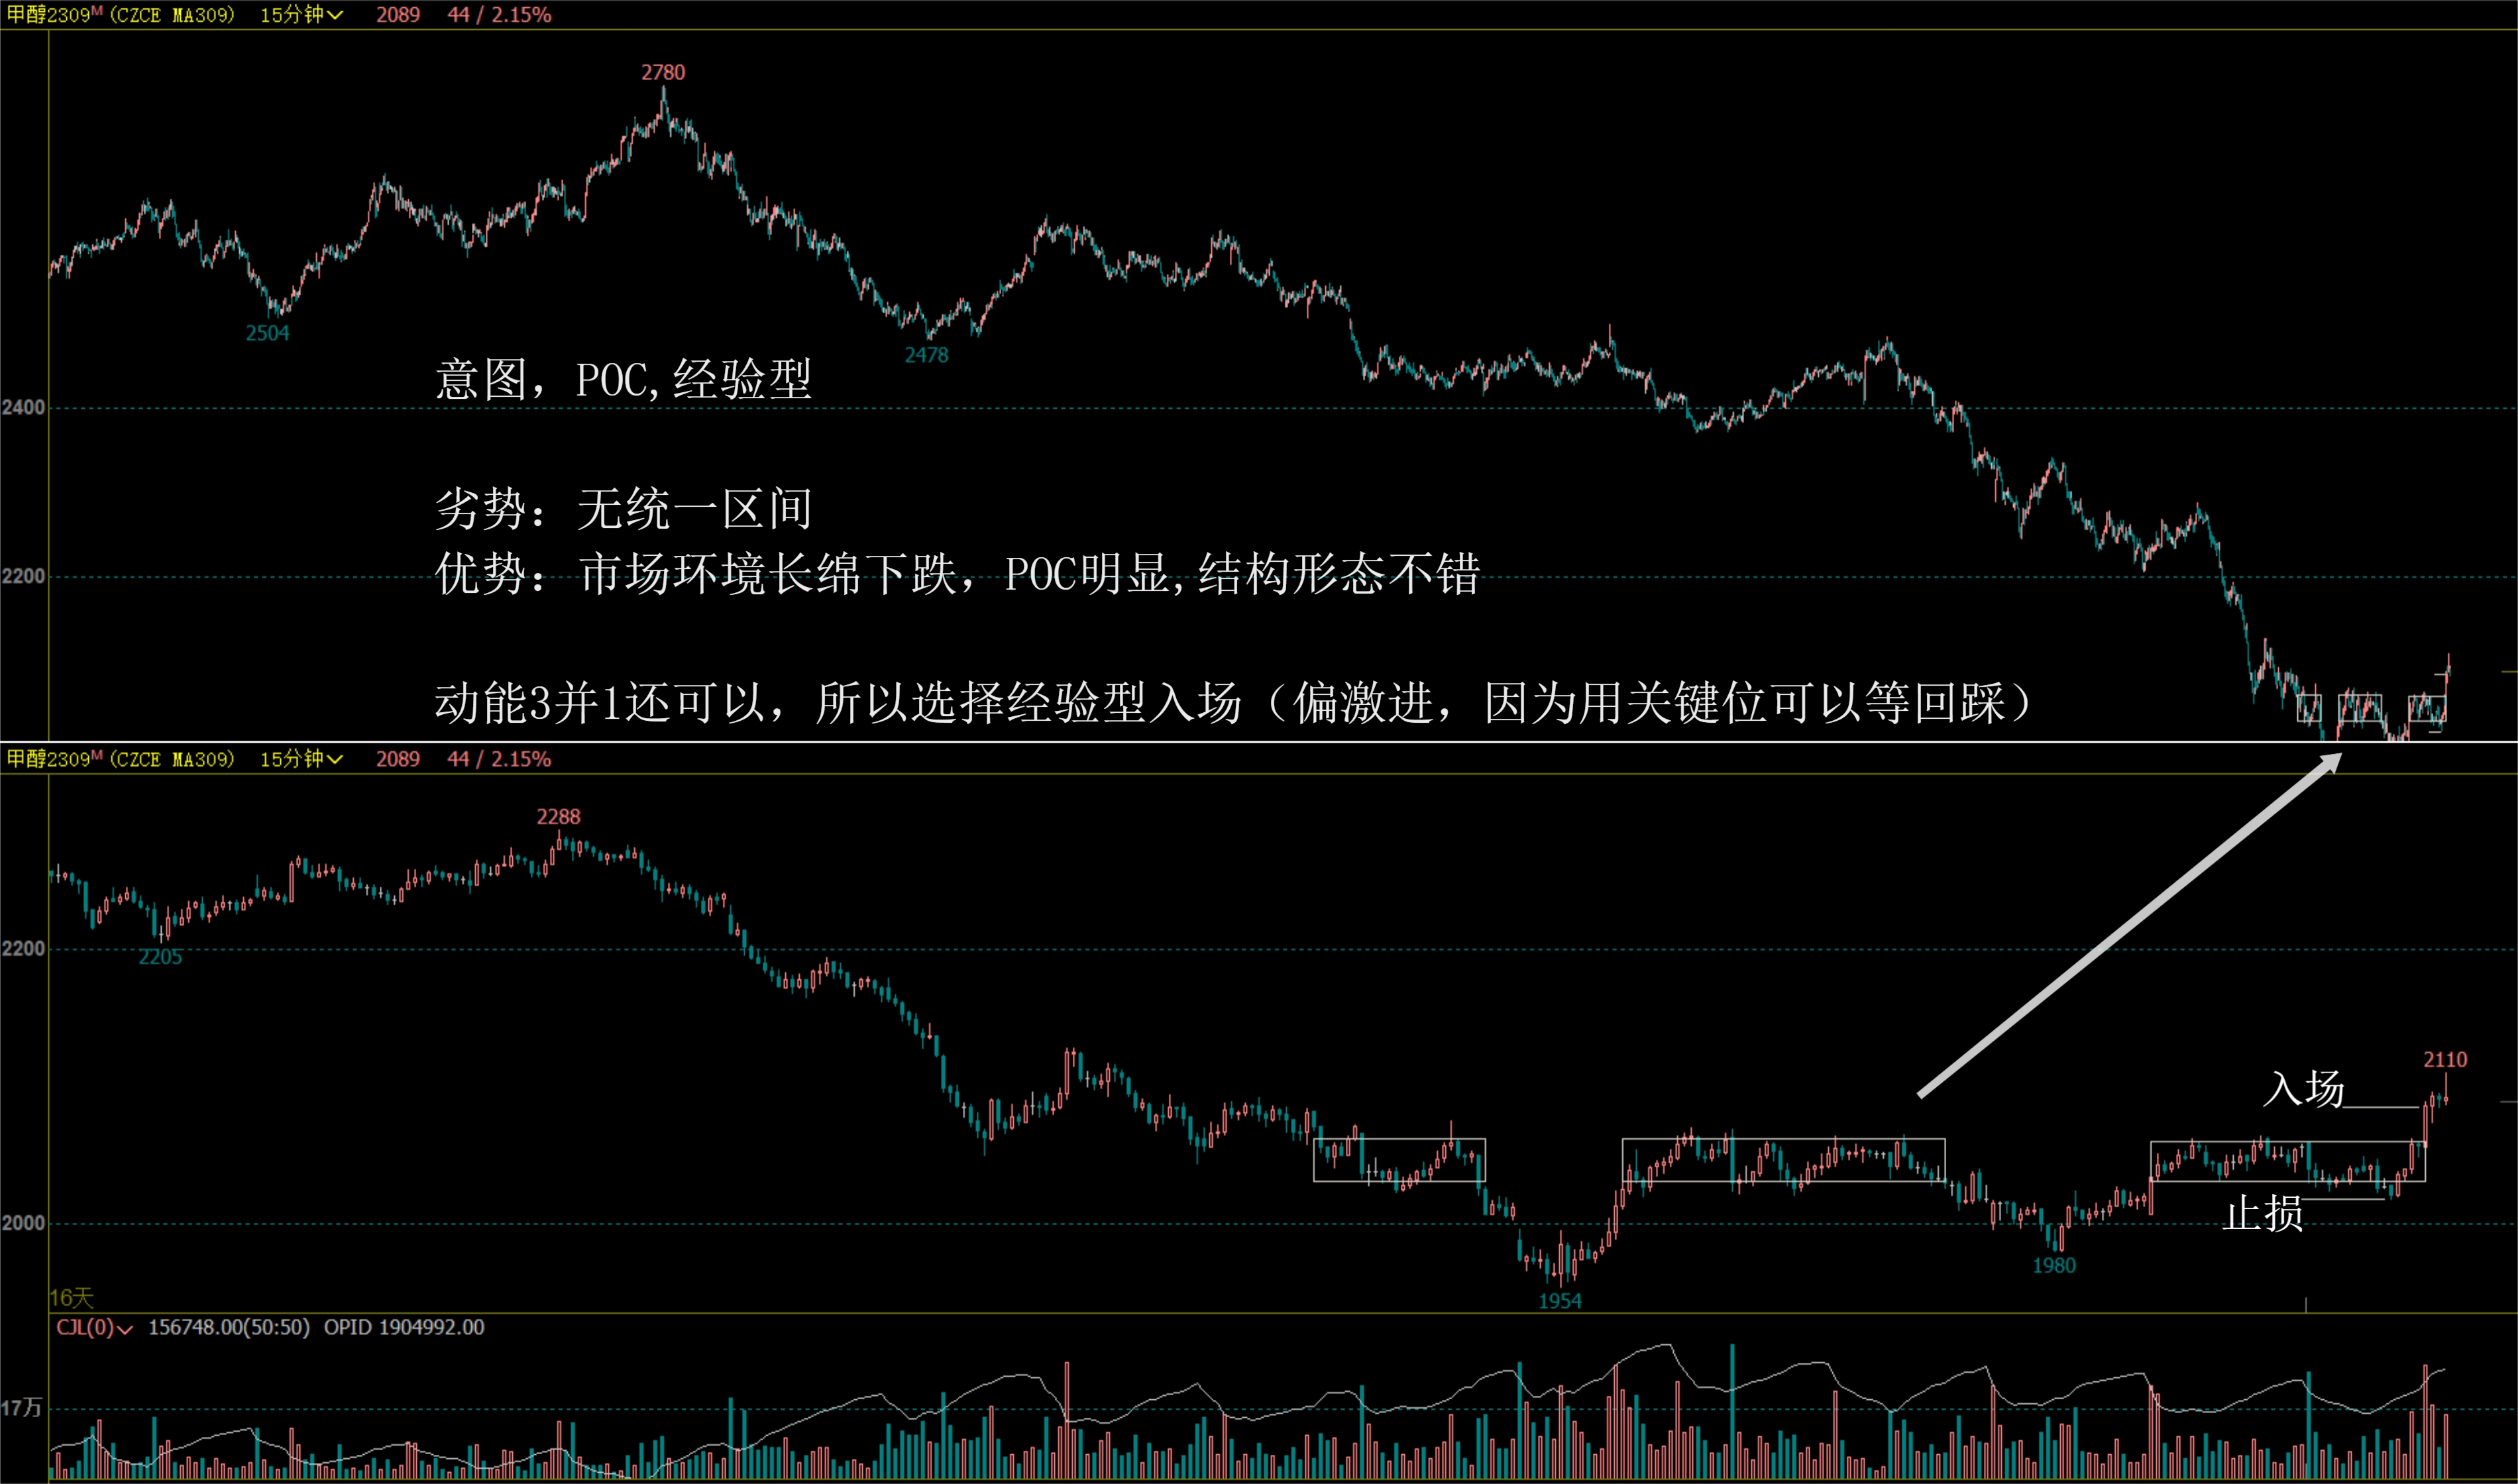 甲醇2309M (CZCE MA309) 15分钟 2089 44 / 2.15%
2780
2504
2478
意图，POC,经验型
2400
劣势：无统一区间
优势：市场环境长绵下跌，POC明显,结构形态不错
2200
动能3并1还可以，所以选择经验型入场（偏激进，因为用关键位可以等回踩）
甲醇2309M (CZCE MA309) 15分钟 2089 44 / 2.15%
2288
2200
2205
2110
入场
止损
2000
1980
1954
16天
CJL(0) 156748.00(50:50) OPID 1904992.00
17万